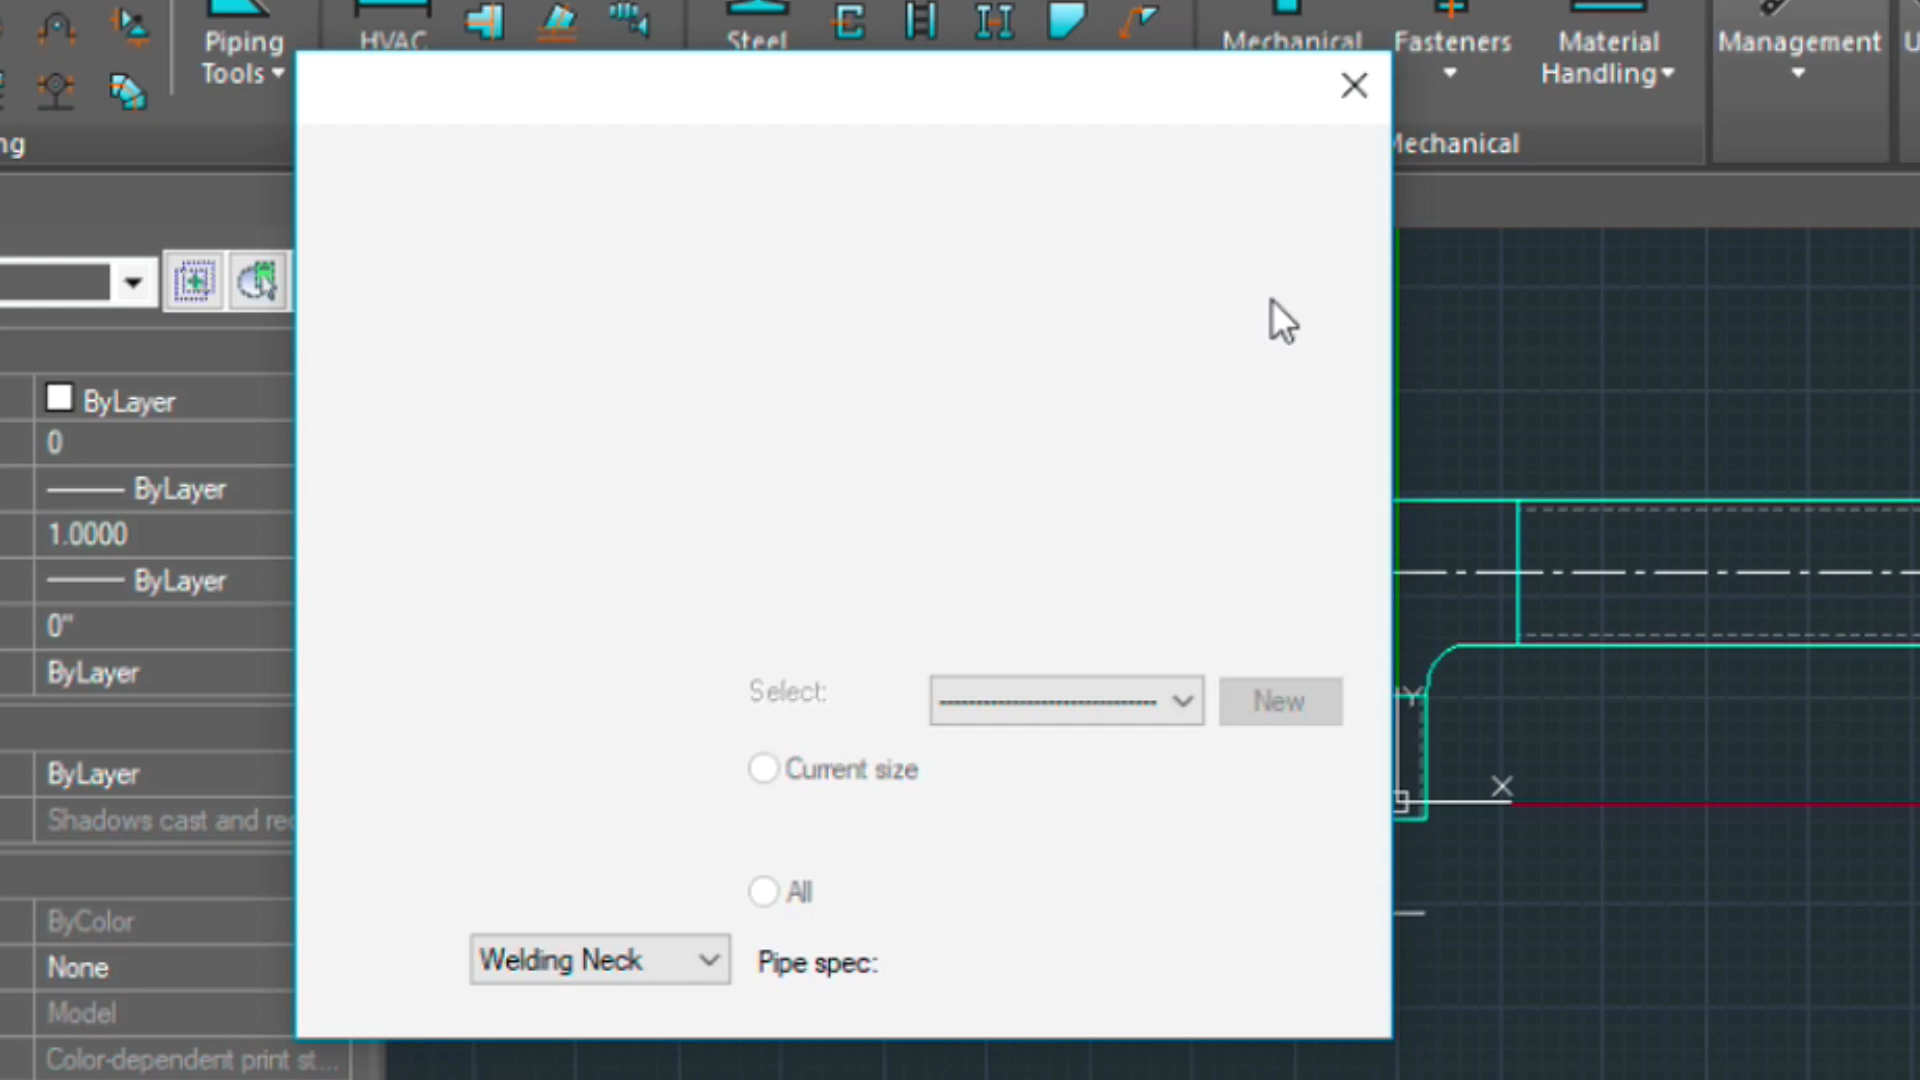 Piping
Tools
HVAC
Steel
Mechanical
Fasteners
Material
Handling
Management
ng
Mechanical
ByLayer
0
ByLayer
1.0000
ByLayer
0"
ByLayer
Select:
New
Current size
ByLayer
Shadows cast and rec
All
ByColor
Welding Neck
Pipe spec:
None
Model
Color-dependent print st...
Y
X